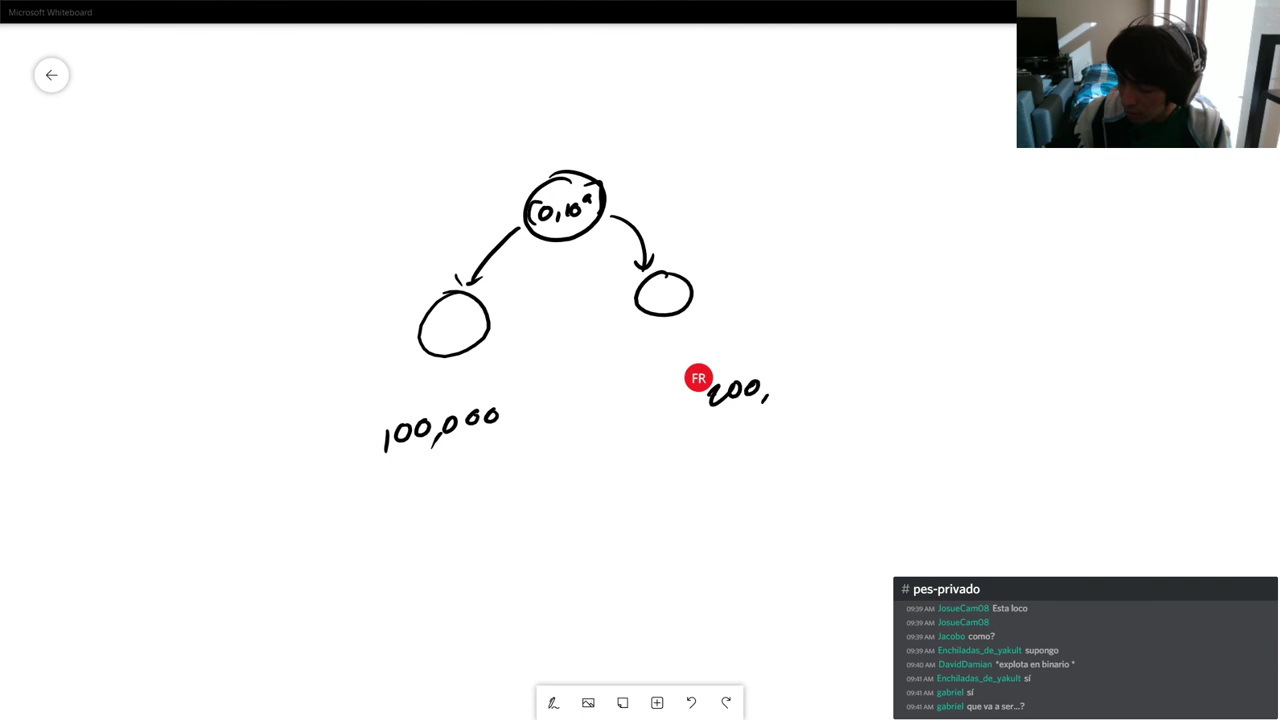 Microsoft Whiteboard
(0,10⁹)
100,000
FR
200,
# pes-privado
09:39 AM JosueCam08 Esta loco
09:39 AM JosueCam08
09:39 AM Jacobo como?
09:39 AM Enchiladas_de_yakult supongo
09:40 AM DavidDamian *explota en binario *
09:41 AM Enchiladas_de_yakult sí
09:41 AM gabriel sí
09:41 AM gabriel que va a ser...?